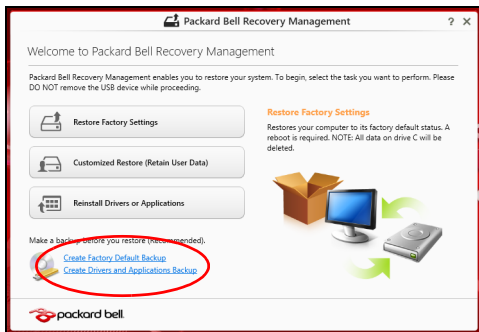 Packard Bell Recovery Management
? X
Welcome to Packard Bell Recovery Management
Packard Bell Recovery Management enables you to restore your system. To begin, select the task you want to perform. Please
DO NOT remove the USB device while proceeding.
Restore Factory Settings
Customized Restore (Retain User Data)
Reinstall Drivers or Applications
Restore Factory Settings
Restores your computer to its factory default status. A
reboot is required. NOTE: All data on drive C will be
deleted.
Make a backup before you restore (Recommended).
Create Factory Default Backup
Create Drivers and Applications Backup
packard bell.